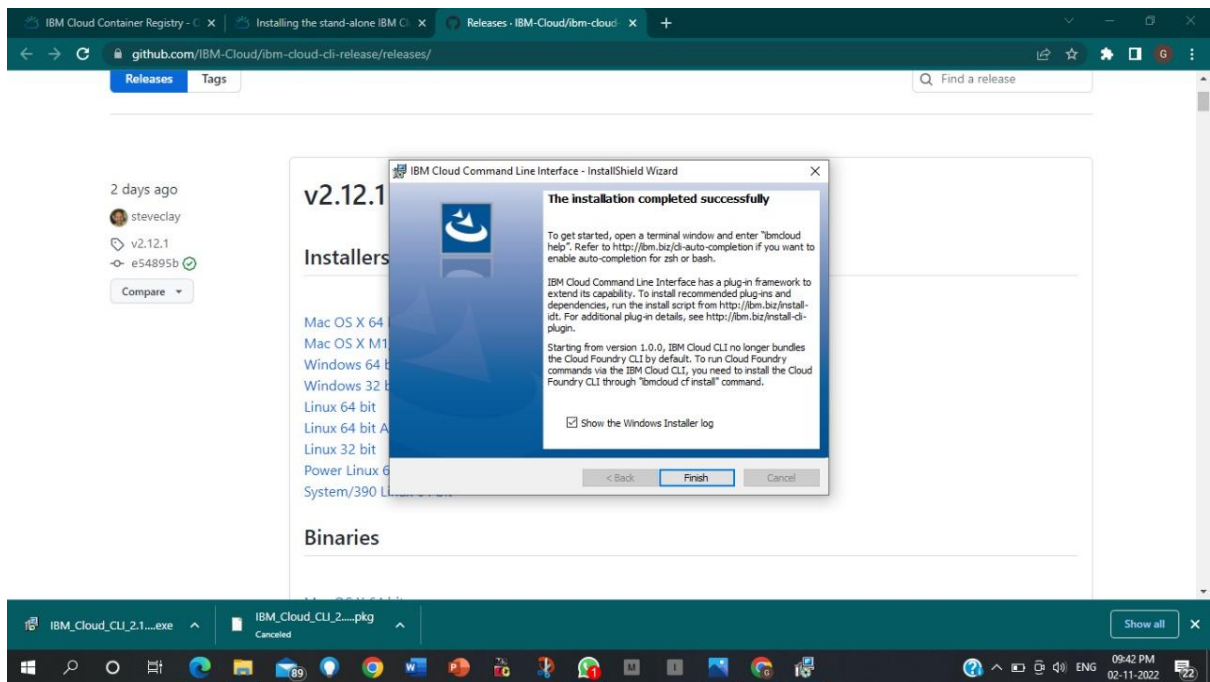 IBM Cloud Container Registry - C
Installing the stand-alone IBM Cl
Releases · IBM-Cloud/ibm-cloud-
github.com/IBM-Cloud/ibm-cloud-cli-release/releases/
G
Releases
Tags
Find a release
2 days ago
steveclay
v2.12.1
e54895b
Compare
v2.12.1
Installers
Mac OS X 64
Mac OS X M1
Windows 64 b
Windows 32 b
Linux 64 bit
Linux 64 bit A
Linux 32 bit
Power Linux 6
System/390
Binaries
IBM Cloud Command Line Interface - InstallShield Wizard
The installation completed successfully
To get started, open a terminal window and enter "ibmcloud
help". Refer to http://ibm.biz/cli-auto-completion if you want to
enable auto-completion for zsh or bash.
IBM Cloud Command Line Interface has a plug-in framework to
extend its capability. To install recommended plug-ins and
dependencies, run the install script from http://ibm.biz/install-
idt. For additional plug-in details, see http://ibm.biz/install-cli-
plugin.
Starting from version 1.0.0, IBM Cloud CLI no longer bundles
the Cloud Foundry CLI by default. To run Cloud Foundry
commands via the IBM Cloud CLI, you need to install the Cloud
Foundry CLI through "ibmcloud cf install" command.
Show the Windows Installer log
< Back
Finish
Cancel
IBM_Cloud_CLI_2.1....exe
IBM_Cloud_CLI_2.....pkg
Canceled
Show all
89
ENG
09:42 PM
02-11-2022
22